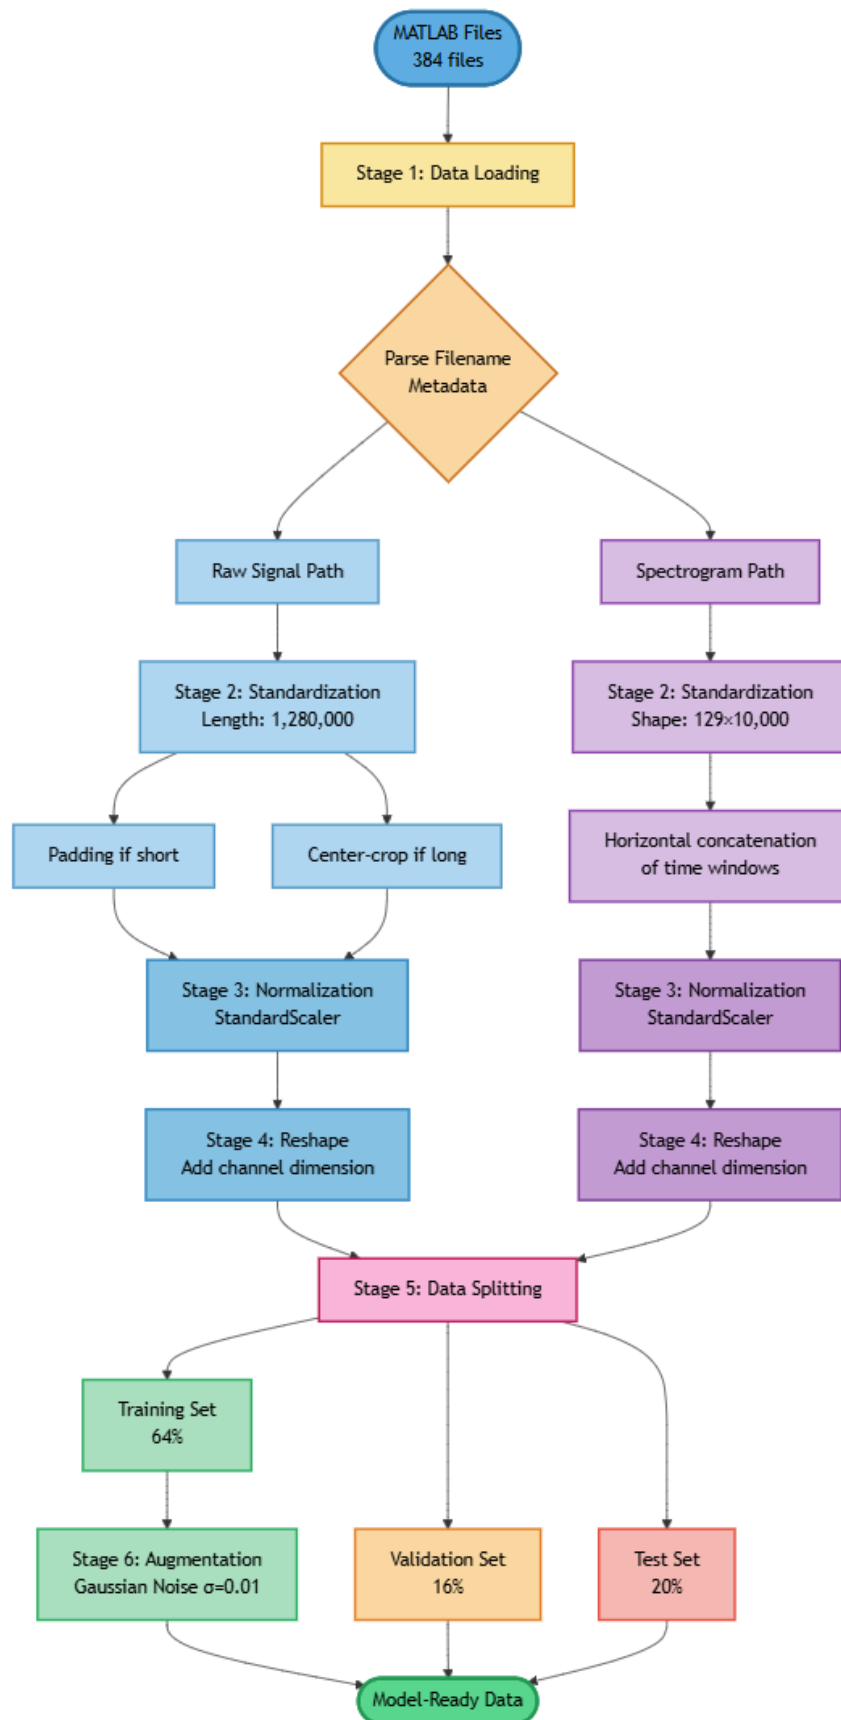 MATLAB Files
384 files
Stage 1: Data Loading
Parse Filename
Metadata
Raw Signal Path
Spectrogram Path
Stage 2: Standardization
Length: 1,280,000
Stage 2: Standardization
Shape: 129×10,000
Padding if short
Center-crop if long
Horizontal concatenation
of time windows
Stage 3: Normalization
StandardScaler
Stage 3: Normalization
StandardScaler
Stage 4: Reshape
Add channel dimension
Stage 4: Reshape
Add channel dimension
Stage 5: Data Splitting
Training Set
64%
Stage 6: Augmentation
Gaussian Noise σ=0.01
Validation Set
16%
Test Set
20%
Model-Ready Data